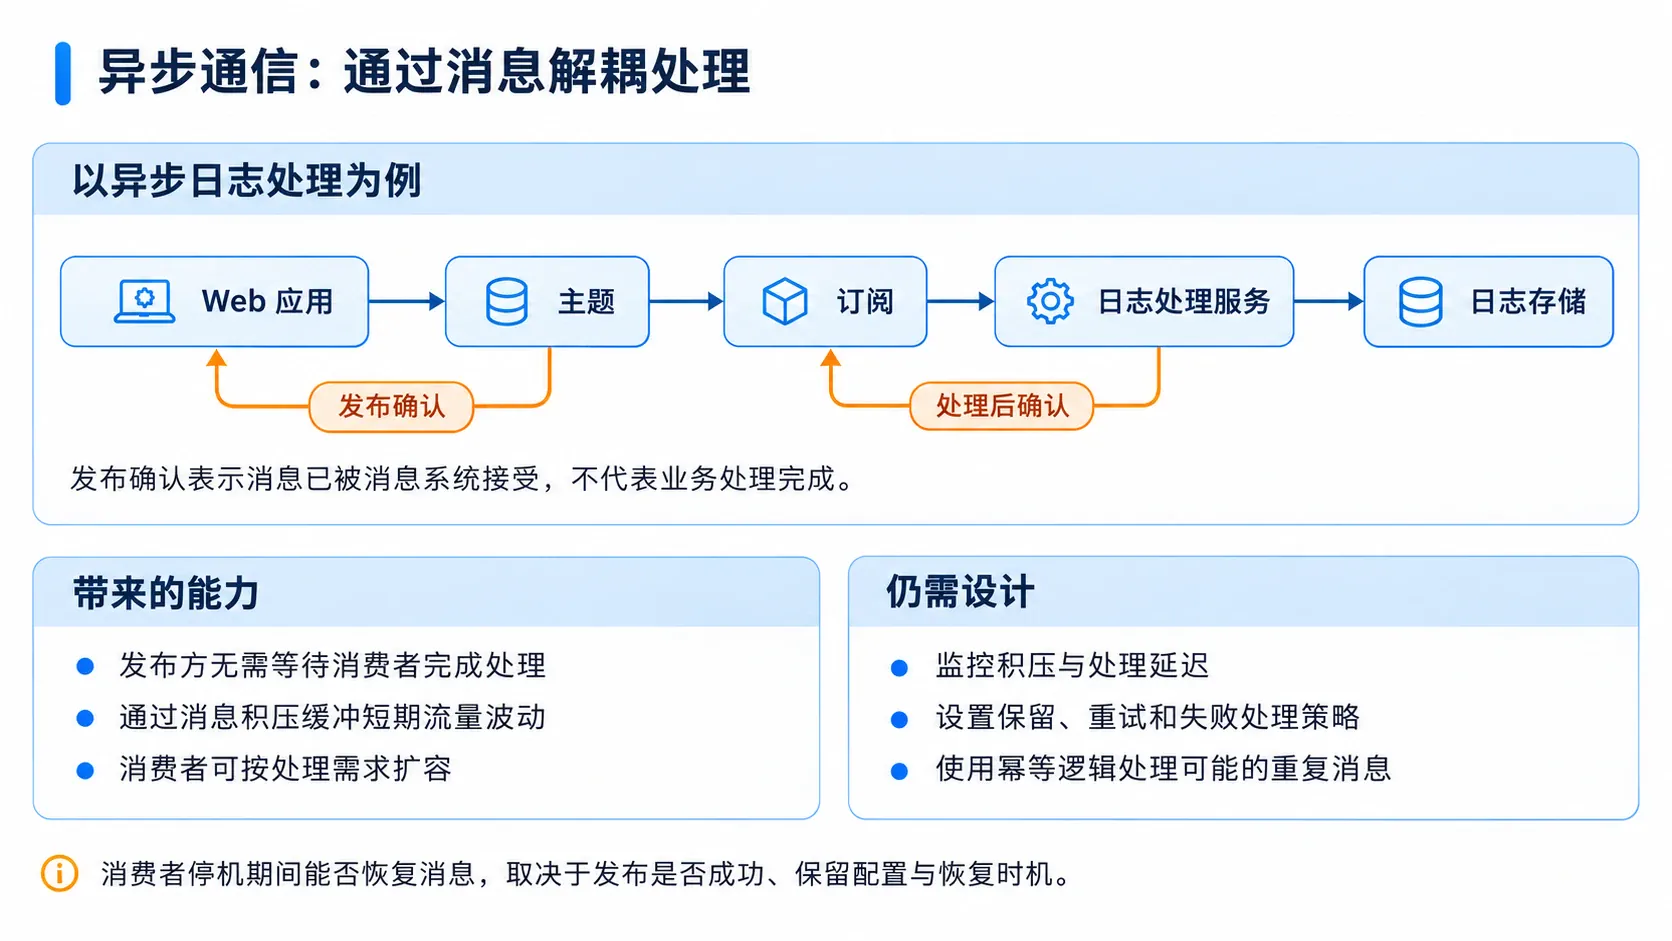 异步通信：通过消息解耦处理
以异步日志处理为例
Web 应用
主题
订阅
日志处理服务
日志存储
发布确认
处理后确认
发布确认表示消息已被消息系统接受，不代表业务处理完成。
带来的能力
发布方无需等待消费者完成处理
通过消息积压缓冲短期流量波动
消费者可按处理需求扩容
仍需设计
监控积压与处理延迟
设置保留、重试和失败处理策略
使用幂等逻辑处理可能的重复消息
消费者停机期间能否恢复消息，取决于发布是否成功、保留配置与恢复时机。